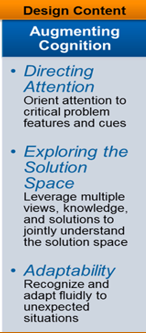 Design Content
Augmenting
Cognition
• Directing
Attention
Orient attention to
critical problem
features and cues
• Exploring the
Solution
Space
Leverage multiple
views, knowledge,
and solutions to
jointly understand
the solution space
• Adaptability
Recognize and
adapt fluidly to
unexpected
situations